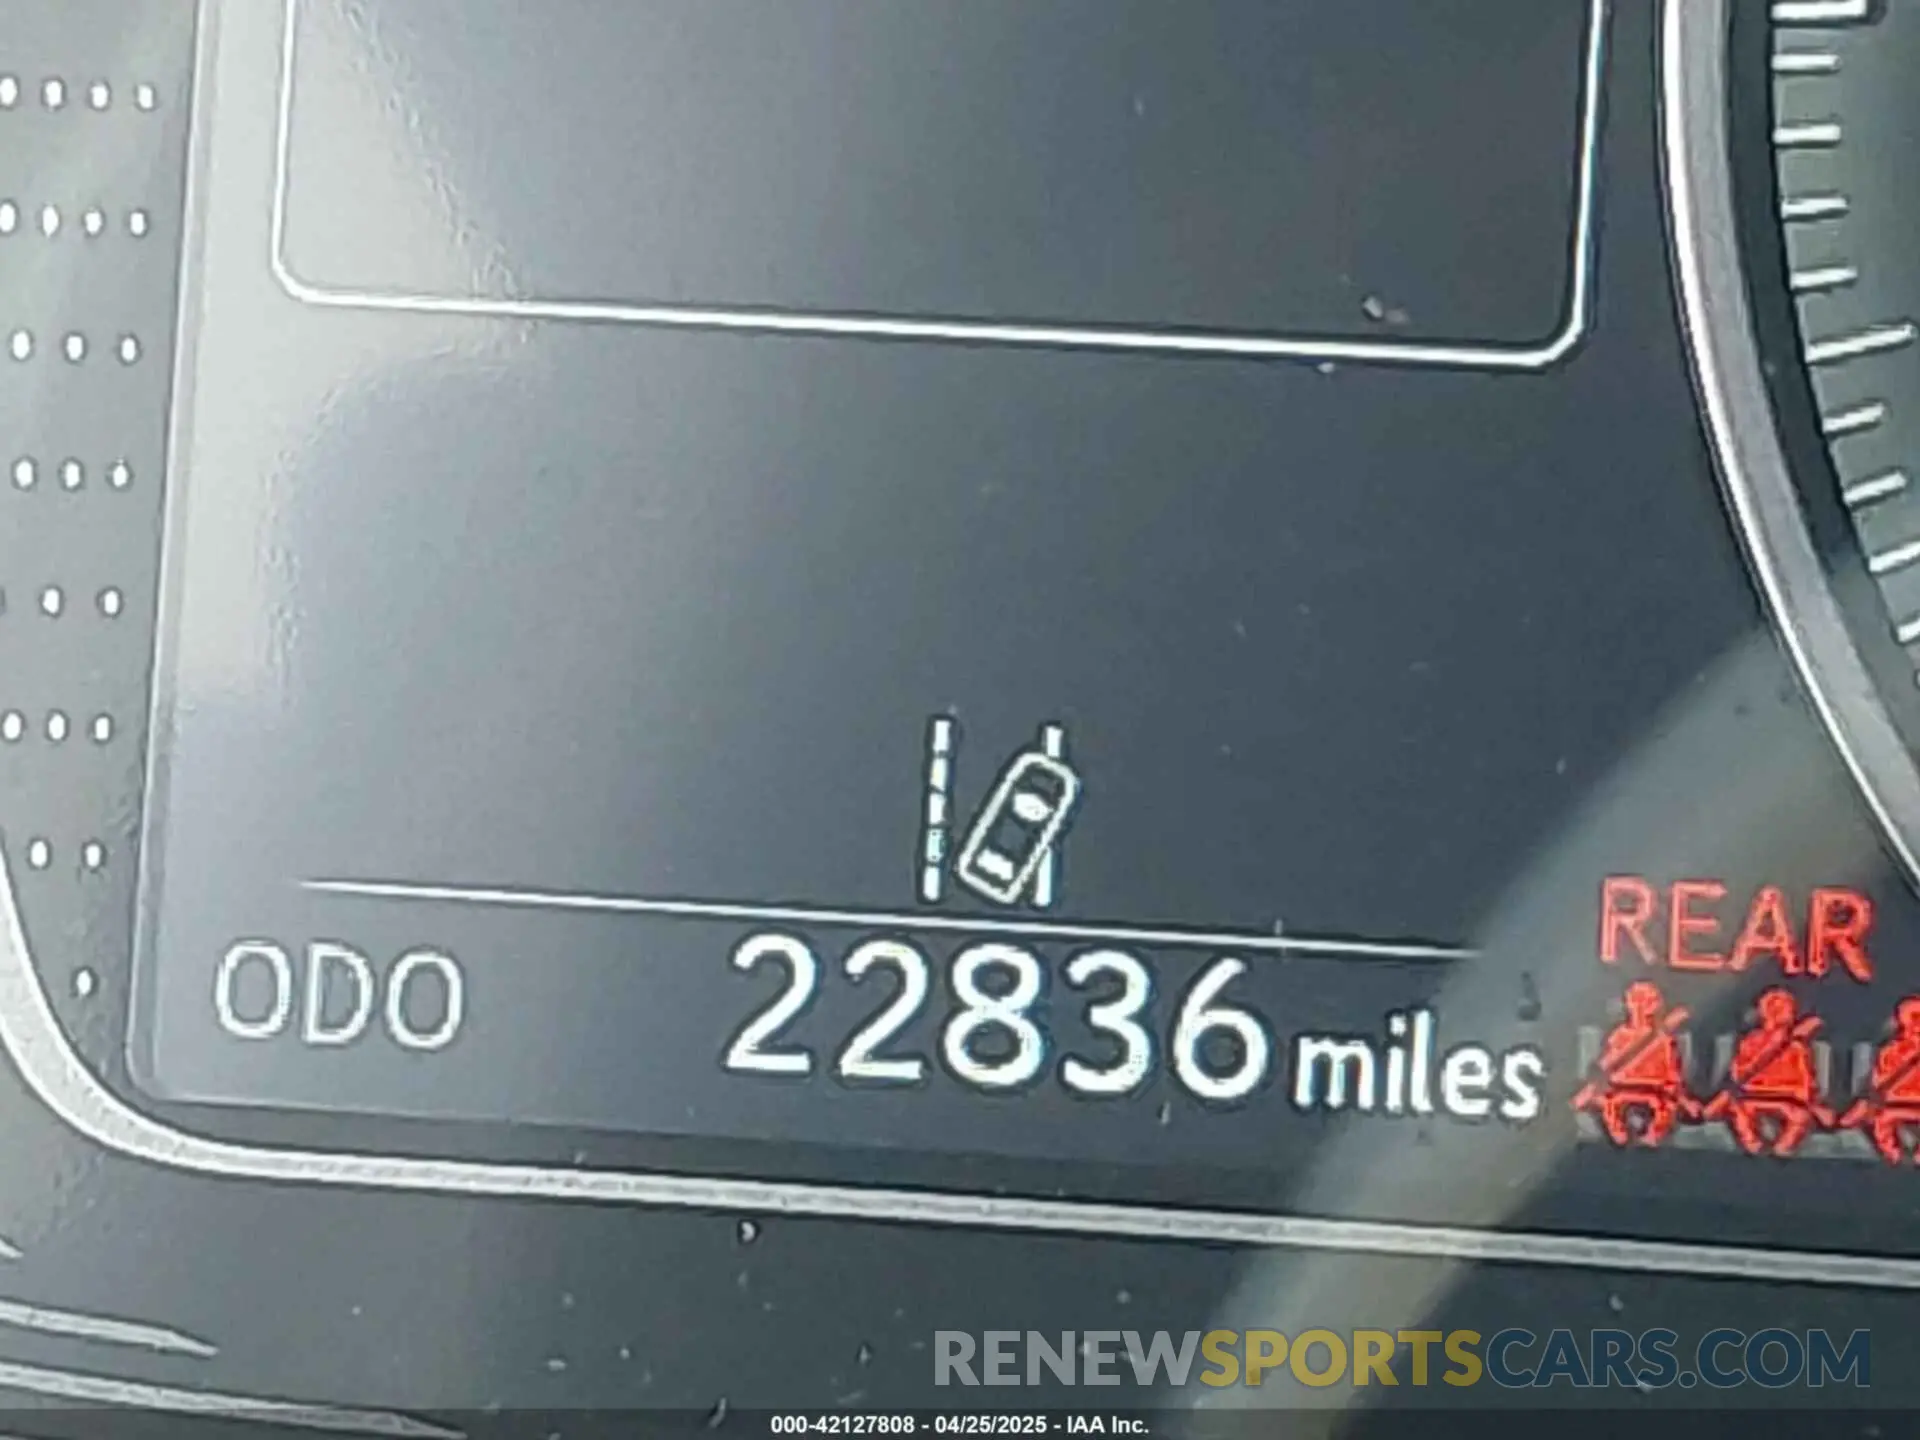 REAR
ODO 22836 miles
RENEWSPORTSCARS.COM
000-42127808 - 04/25/2025 - IAA Inc.